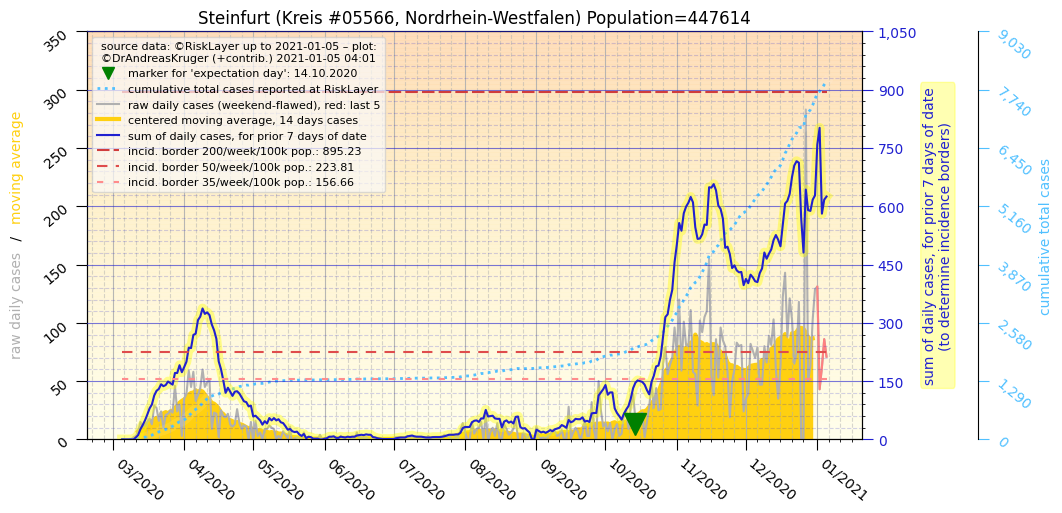 Steinfurt (Kreis #05566, Nordrhein-Westfalen) Population=447614
source data: ©RiskLayer up to 2021-01-05 – plot:
©DrAndreasKruger (+contrib.) 2021-01-05 04:01
marker for 'expectation day': 14.10.2020
cumulative total cases reported at RiskLayer
raw daily cases (weekend-flawed), red: last 5
centered moving average, 14 days cases
sum of daily cases, for prior 7 days of date
incid. border 200/week/100k pop.: 895.23
incid. border 50/week/100k pop.: 223.81
incid. border 35/week/100k pop.: 156.66
raw daily cases / moving average
350
300
250
200
150
100
50
0
03/2020
04/2020
05/2020
06/2020
07/2020
08/2020
09/2020
10/2020
11/2020
12/2020
01/2021
1,050
900
750
600
450
300
150
0
sum of daily cases, for prior 7 days of date
(to determine incidence borders)
9,030
7,740
6,450
5,160
3,870
2,580
1,290
0
cumulative total cases